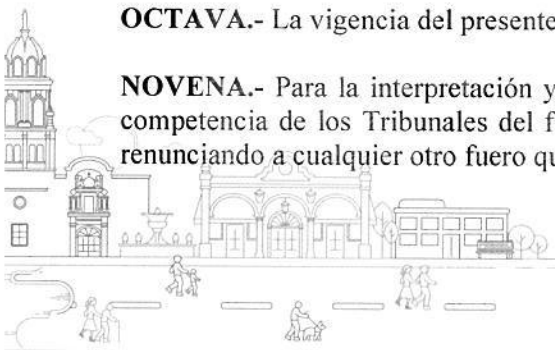 OCTAVA.- La vigencia del presente
NOVENA.- Para la interpretación y
competencia de los Tribunales del f
renunciando a cualquier otro fuero qu